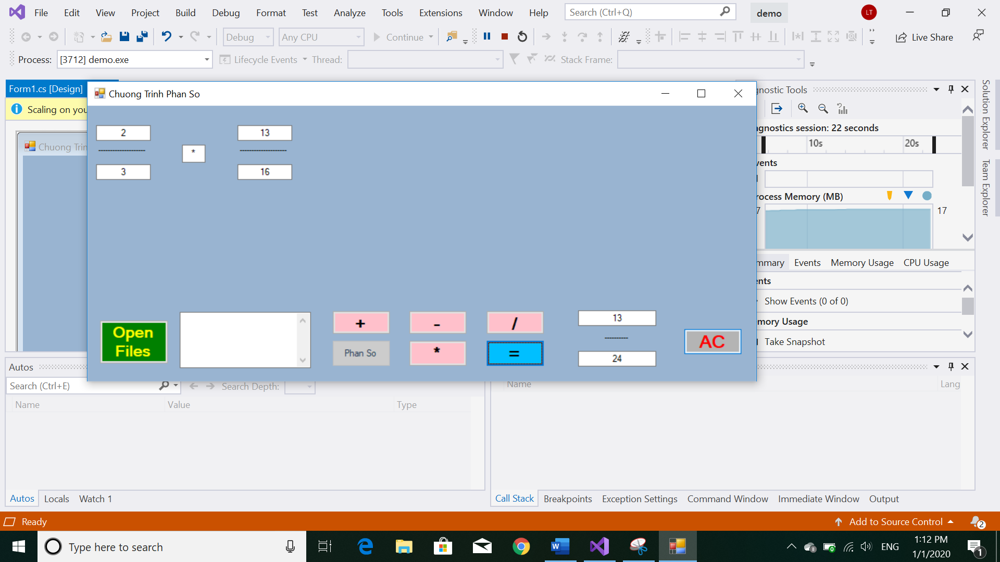 File Edit View Project Build Debug Format Test Analyze Tools Extensions Window Help Search (Ctrl+Q) demo LT
Debug Any CPU Continue Live Share
Process: [3712] demo.exe Lifecycle Events Thread: Stack Frame:
Form1.cs [Design]
Scaling on you
Chuong Trin
Chuong Trinh Phan So
2 13
-------------------- --------------------
*
3 16
Open
Files
+ - /
Phan So * =
13
----------
24
AC
gnostic Tools
agnostics session: 22 seconds
10s 20s
vents
rocess Memory (MB)
7 17
mmary Events Memory Usage CPU Usage
ents
Show Events (0 of 0)
mory Usage
Take Snapshot
Solution Explorer
Team Explorer
Autos
Search (Ctrl+E) Search Depth:
Name Value Type
Name Lang
Autos Locals Watch 1
Call Stack Breakpoints Exception Settings Command Window Immediate Window Output
Ready Add to Source Control 2
Type here to search ENG 1:12 PM
1/1/2020
1